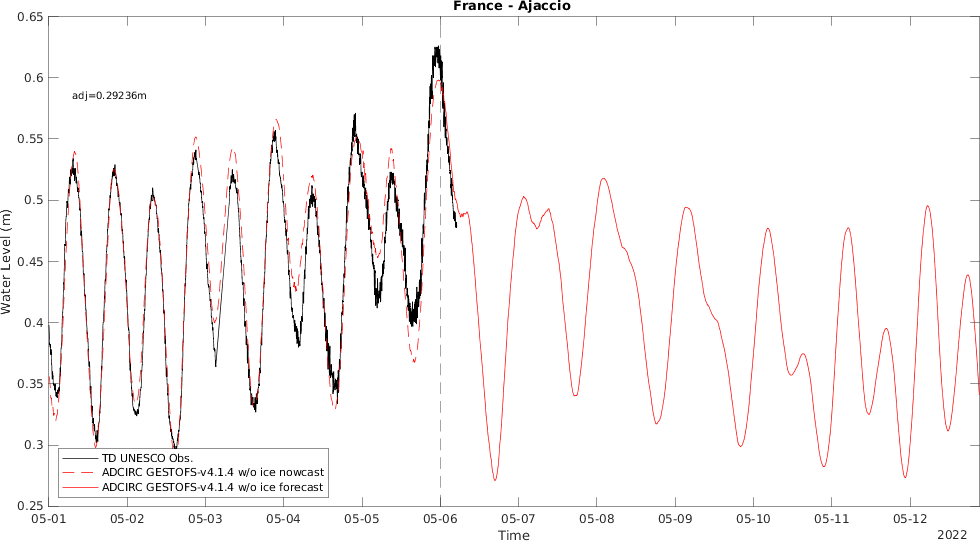 France - Ajaccio
0.65
0.6
0.55
0.5
0.45
0.4
0.35
0.3
0.25
Water Level (m)
adj=0.29236m
TD UNESCO Obs.
ADCIRC GESTOFS-v4.1.4 w/o ice nowcast
ADCIRC GESTOFS-v4.1.4 w/o ice forecast
05-01 05-02 05-03 05-04 05-05 05-06 05-07 05-08 05-09 05-10 05-11 05-12
Time
2022